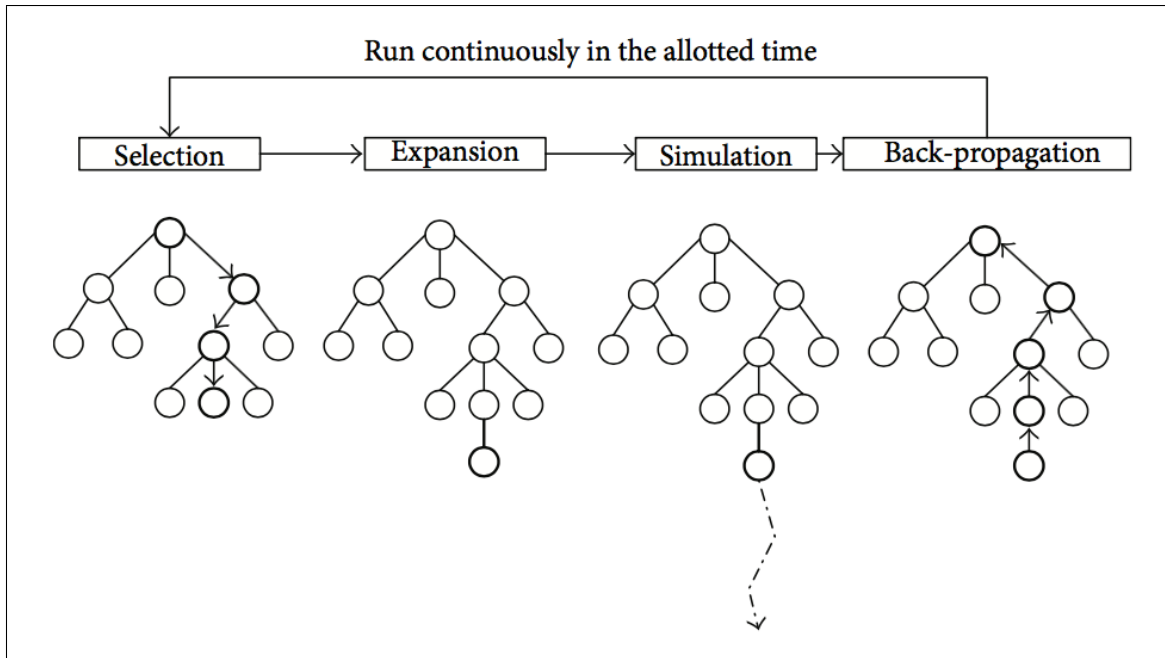 Run continuously in the allotted time
Selection
Expansion
Simulation
Back-propagation